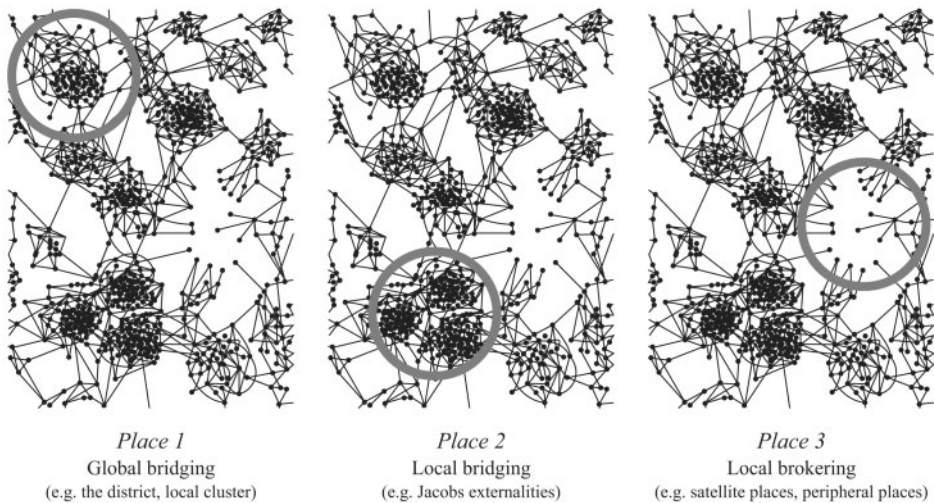 Place 1
Global bridging
(e.g. the district, local cluster)
Place 2
Local bridging
(e.g. Jacobs externalities)
Place 3
Local brokering
(e.g. satellite places, peripheral places)